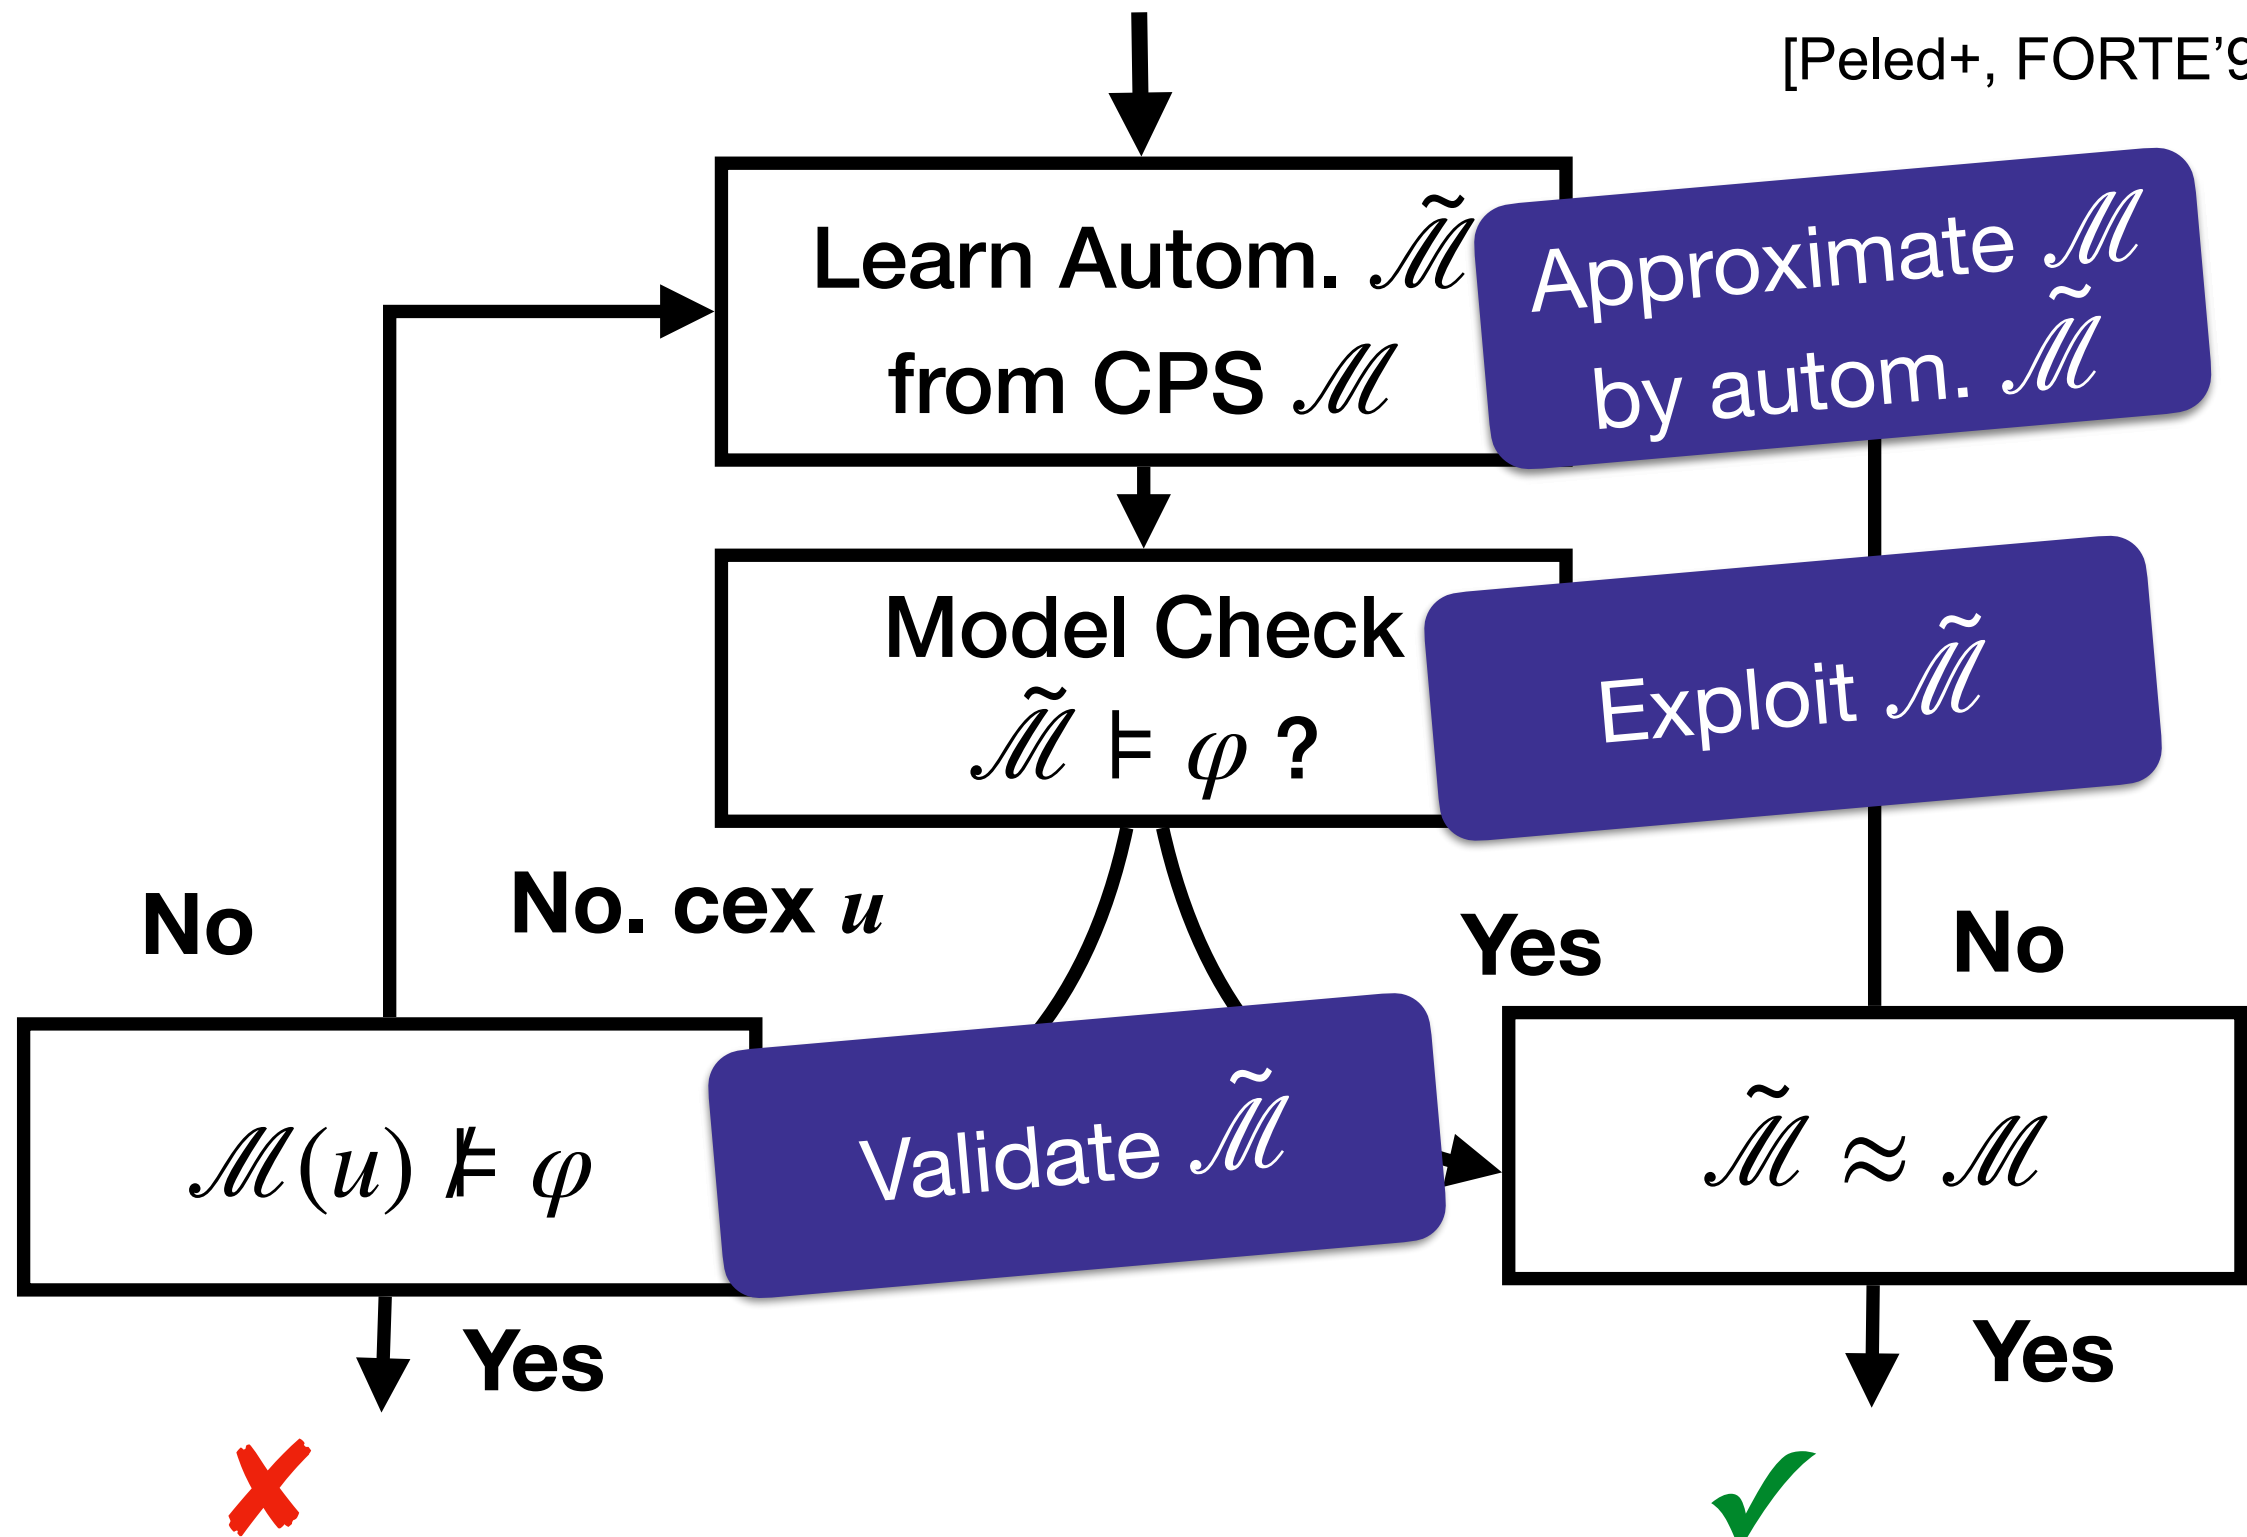 [Peled+, FORTE'9
Learn Autom. ℳ̃
from CPS ℳ
Approximate ℳ
by autom. ℳ̃
Model Check
ℳ̃ ⊨ φ ?
Exploit ℳ̃
No
No. cex u
Yes
No
ℳ(u) ⊭ φ
Validate ℳ̃
ℳ̃ ≈ ℳ
Yes
Yes